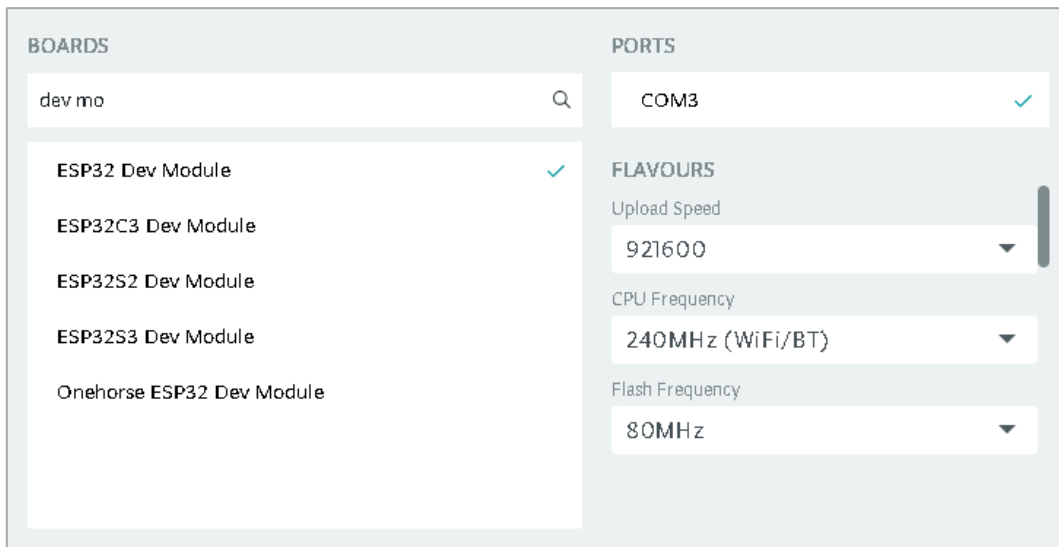 BOARDS
dev mo
ESP32 Dev Module
ESP32C3 Dev Module
ESP32S2 Dev Module
ESP32S3 Dev Module
Onehorse ESP32 Dev Module
PORTS
COM3
FLAVOURS
Upload Speed
921600
CPU Frequency
240MHz (WiFi/BT)
Flash Frequency
80MHz